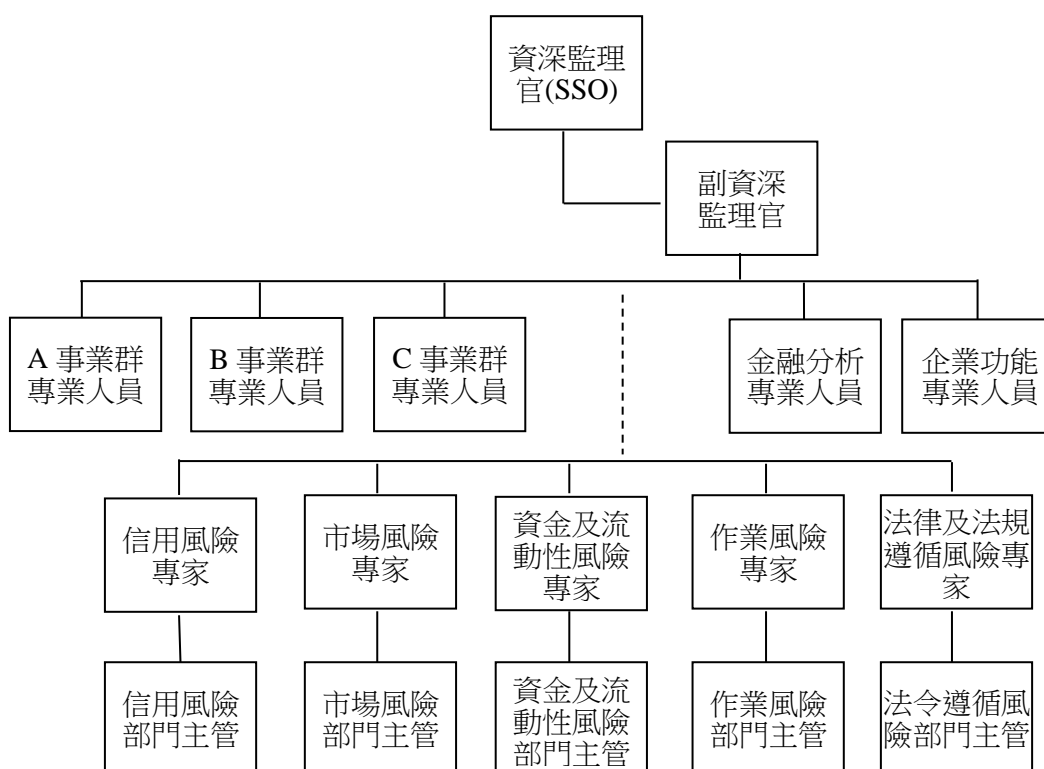 資深監理
官(SSO)
副資深
監理官
A 事業群
專業人員
B 事業群
專業人員
C 事業群
專業人員
金融分析
專業人員
企業功能
專業人員
信用風險
專家
市場風險
專家
資金及流
動性風險
專家
作業風險
專家
法律及法規
遵循風險專
家
信用風險
部門主管
市場風險
部門主管
資金及流
動性風險
部門主管
作業風險
部門主管
法令遵循風
險部門主管